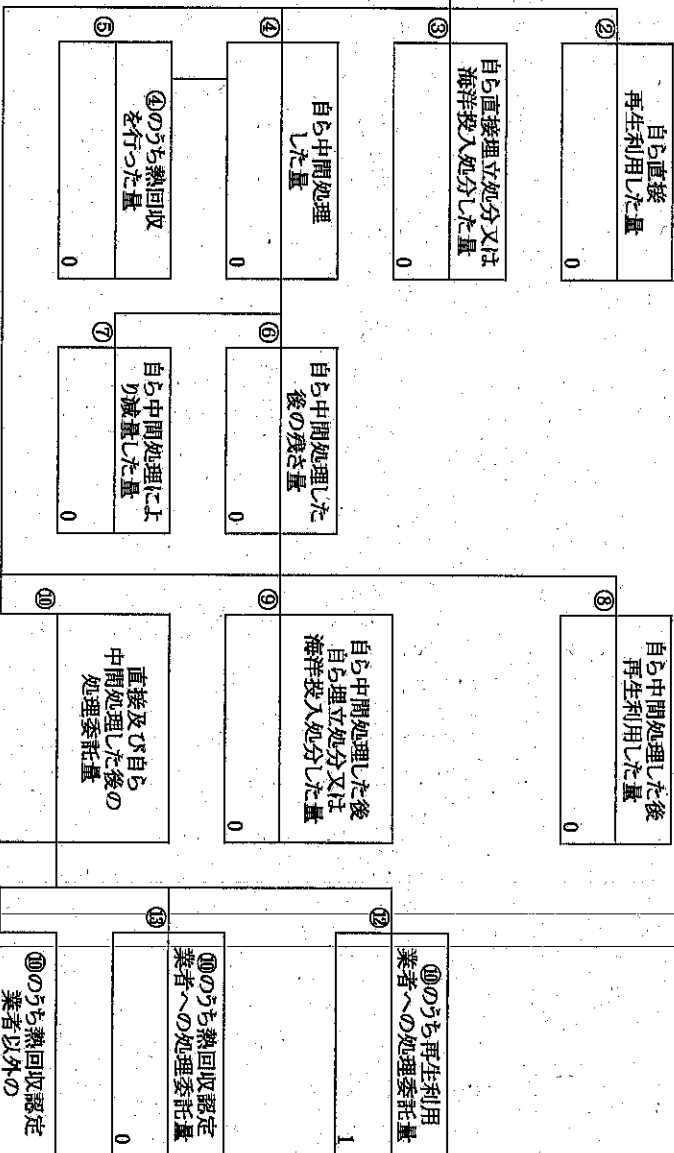 ②
自ら直接
再生利用した量
0
③
自ら直接埋立処分又は
海洋投入処分した量
0
④
自ら中間処理
した量
0
⑤
④のうち熱回収
を行った量
0
⑥
自ら中間処理した
後の残さ量
0
⑦
自ら中間処理によ
り減量した量
0
⑧
自ら中間処理した後
再生利用した量
0
⑨
自ら中間処理した後
自ら埋立処分又は
海洋投入処分した量
0
⑩
直接及び自ら
中間処理した後の
処理委託量
⑫
⑩のうち再生利用
業者への処理委託量
1
⑬
⑩のうち熱回収認定
業者への処理委託量
0
⑩のうち熱回収認定
業者以外の